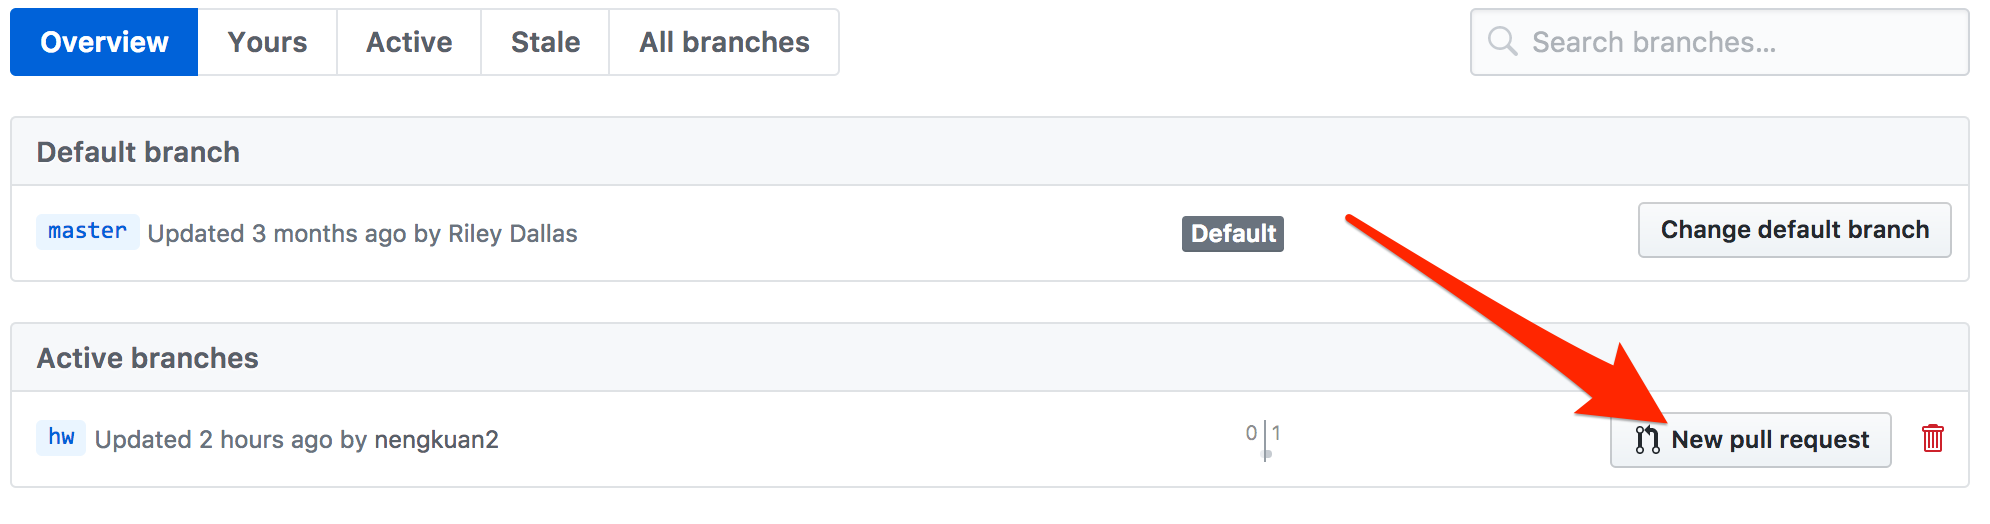 Overview Yours Active Stale All branches Search branches...
Default branch
master Updated 3 months ago by Riley Dallas Default Change default branch
Active branches
hw Updated 2 hours ago by nengkuan2 0 1 New pull request